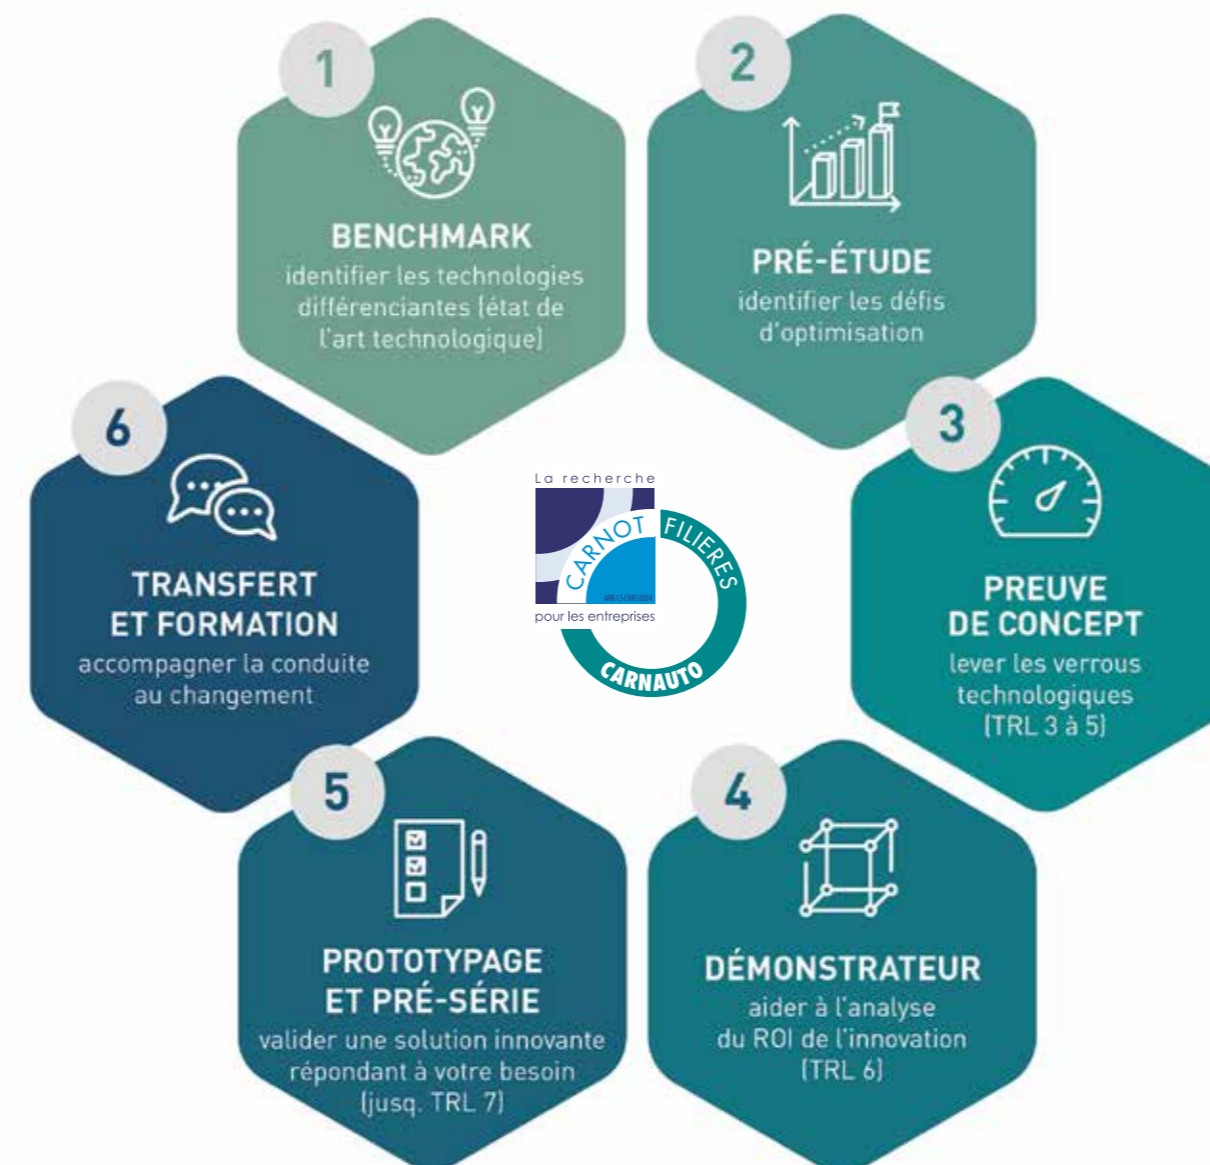 1
BENCHMARK
identifier les technologies
différenciantes (état de
l'art technologique)
2
PRÉ-ÉTUDE
identifier les défis
d'optimisation
3
PREUVE
DE CONCEPT
lever les verrous
technologiques
(TRL 3 à 5)
4
DÉMONSTRATEUR
aider à l'analyse
du ROI de l'innovation
(TRL 6)
5
PROTOTYPAGE
ET PRÉ-SÉRIE
valider une solution innovante
répondant à votre besoin
(jusq. TRL 7)
6
TRANSFERT
ET FORMATION
accompagner la conduite
au changement
La recherche
CARNOT
pour les entreprises
FILIERES
CARNAUTO